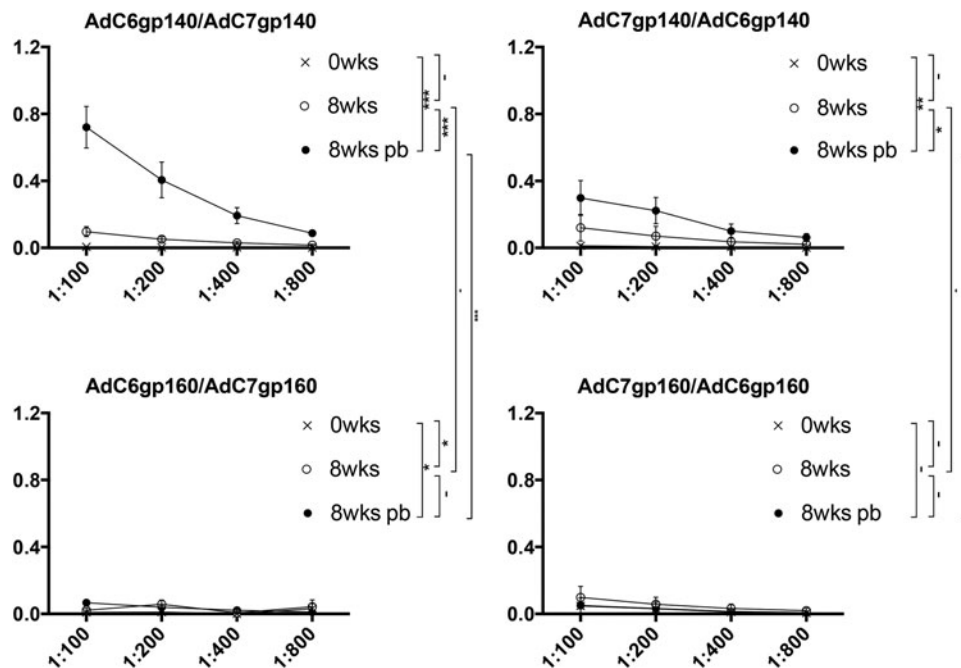 AdC6gp140/AdC7gp140
1.2
0.8
0.4
0.0
× 0wks
○ 8wks
● 8wks pb
***
-
***
1:100
1:200
1:400
1:800
AdC7gp140/AdC6gp140
1.2
0.8
0.4
0.0
× 0wks
○ 8wks
● 8wks pb
**
-
*
1:100
1:200
1:400
1:800
-
***
-
AdC6gp160/AdC7gp160
1.2
0.8
0.4
0.0
× 0wks
○ 8wks
● 8wks pb
*
*
-
1:100
1:200
1:400
1:800
AdC7gp160/AdC6gp160
1.2
0.8
0.4
0.0
× 0wks
○ 8wks
● 8wks pb
-
-
-
1:100
1:200
1:400
1:800